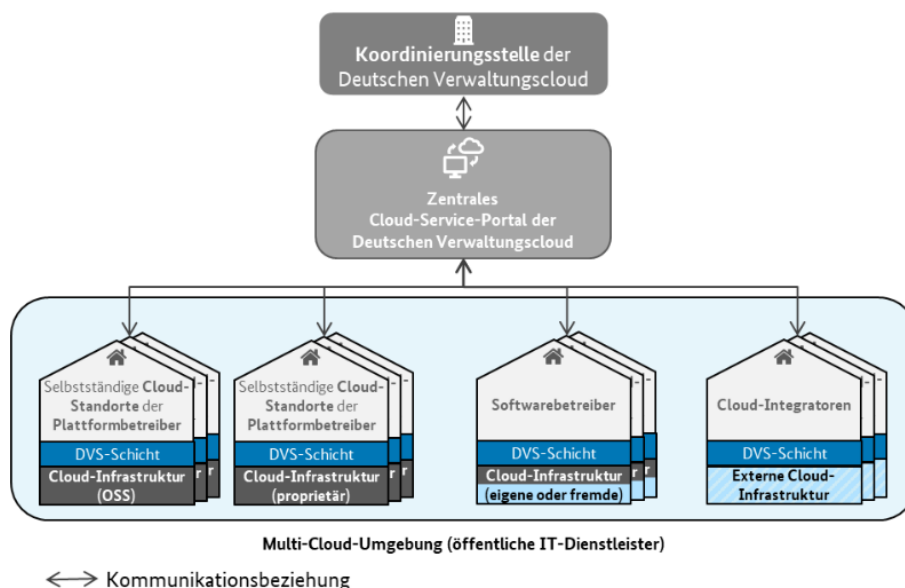 Koordinierungsstelle der
Deutschen Verwaltungscloud
Zentrales
Cloud-Service-Portal der
Deutschen Verwaltungscloud
Selbstständige Cloud-
Standorte der
Plattformbetreiber
DVS-Schicht
Cloud-Infrastruktur
(OSS)
Selbstständige Cloud-
Standorte der
Plattformbetreiber
DVS-Schicht
Cloud-Infrastruktur
(proprietär)
Softwarebetreiber
DVS-Schicht
Cloud-Infrastruktur
(eigene oder fremde)
Cloud-Integratoren
DVS-Schicht
Externe Cloud-
Infrastruktur
Multi-Cloud-Umgebung (öffentliche IT-Dienstleister)
Kommunikationsbeziehung